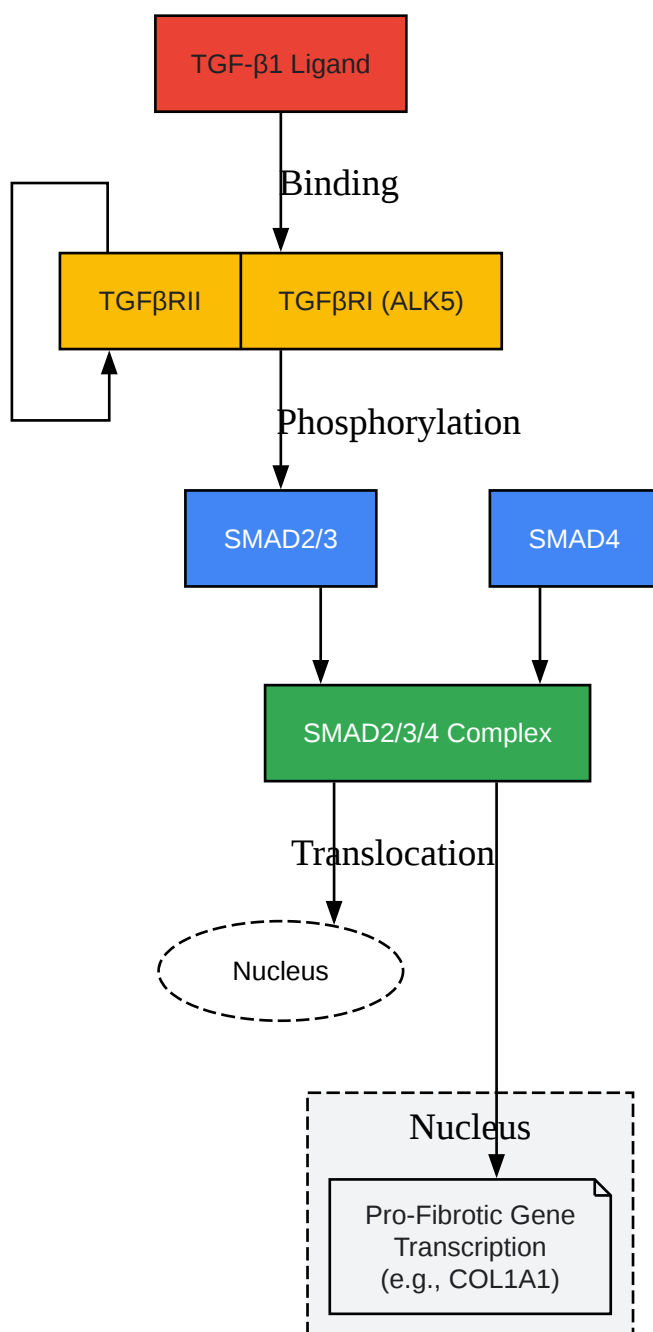 TGF-β1 Ligand
Binding
TGFβRII
TGFβRI (ALK5)
Phosphorylation
SMAD2/3
SMAD4
SMAD2/3/4 Complex
Translocation
Nucleus
Nucleus
Pro-Fibrotic Gene
Transcription
(e.g., COL1A1)